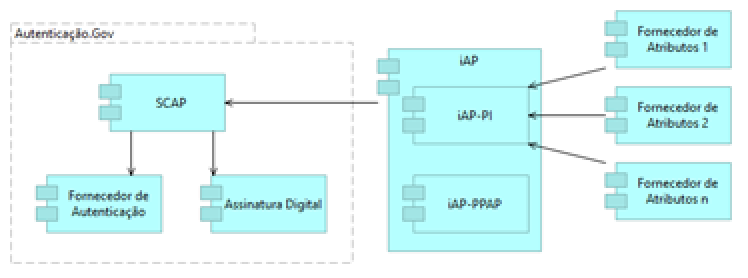 Autenticação.Gov
SCAP
Fornecedor de
Autenticação
Assinatura Digital
iAP
iAP-PI
iAP-PPAP
Fornecedor de
Atributos 1
Fornecedor de
Atributos 2
Fornecedor de
Atributos n